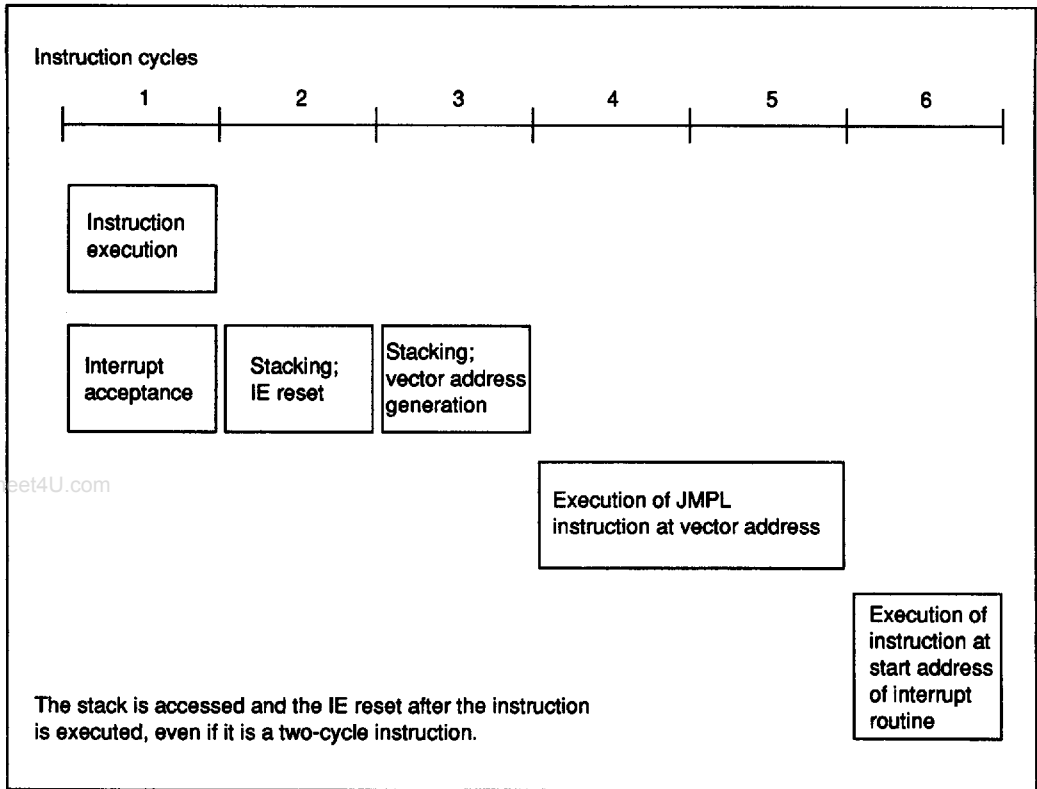 Instruction cycles
1 2 3 4 5 6
Instruction
execution
Interrupt
acceptance
Stacking;
IE reset
Stacking;
vector address
generation
eet4U.com
Execution of JMPL
instruction at vector address
Execution of
instruction at
start address
of interrupt
routine
The stack is accessed and the IE reset after the instruction
is executed, even if it is a two-cycle instruction.